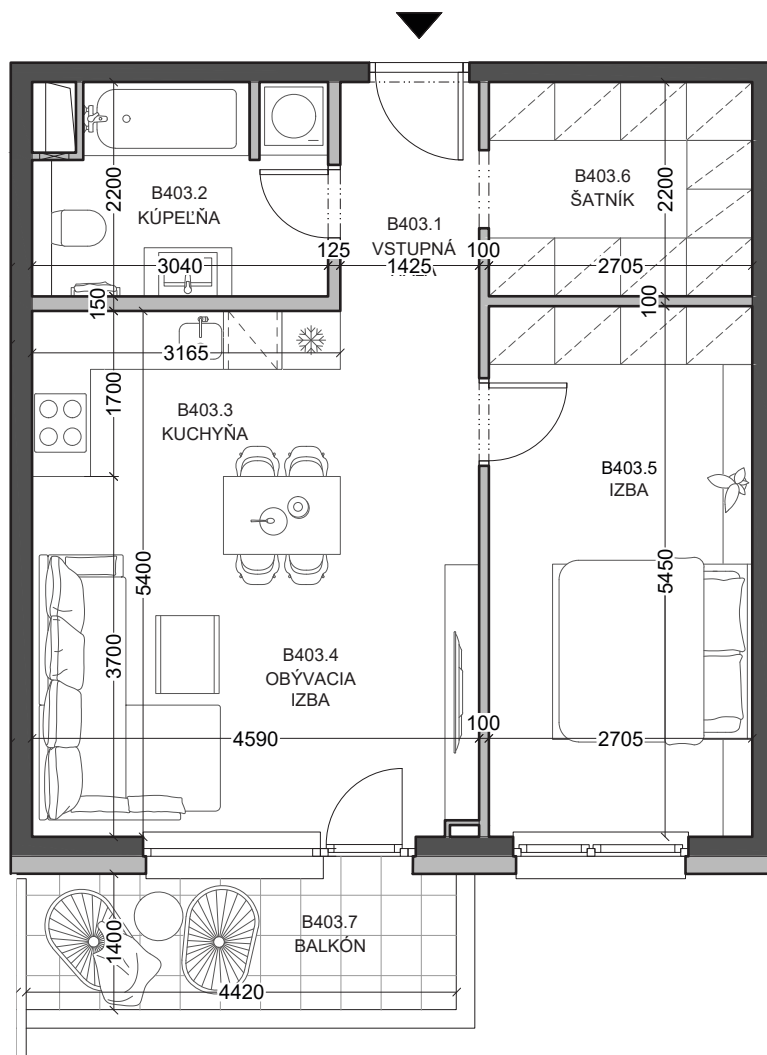 B403.2
KÚPEĽŇA
B403.1
VSTUPNÁ
B403.6
ŠATNÍK
2200
2200
3040
125
1425
100
2705
150
100
3165
1700
B403.3
KUCHYŇA
B403.5
IZBA
5400
5450
3700
B403.4
OBÝVACIA
IZBA
4590
100
2705
B403.7
BALKÓN
1400
4420